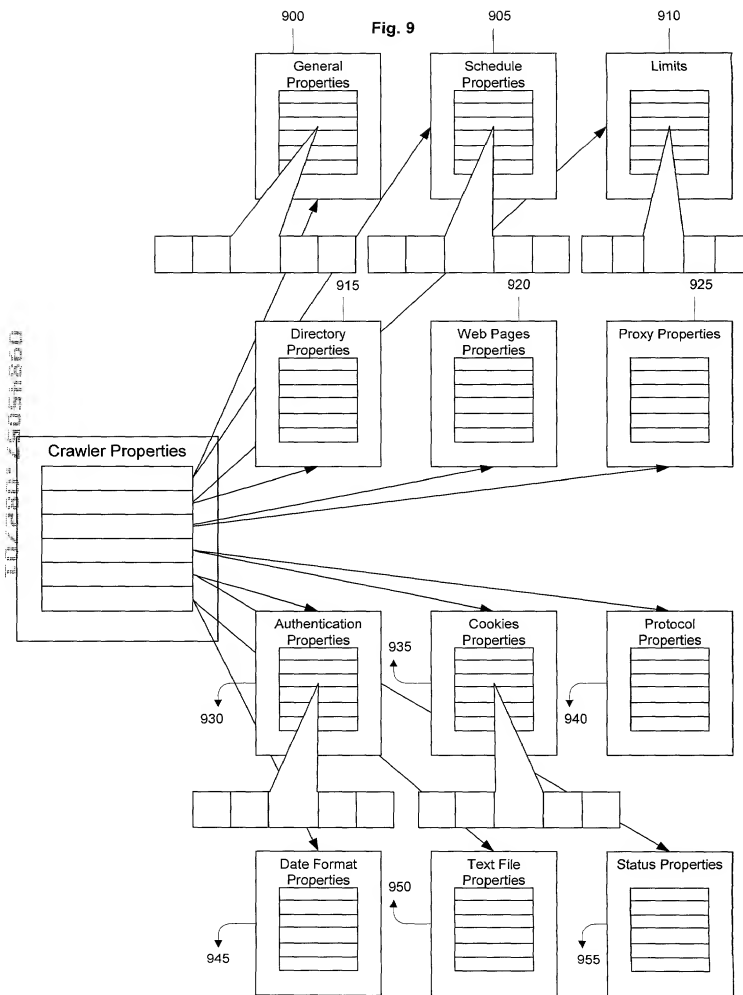 Fig. 9
900
905
910
General
Properties
Schedule
Properties
Limits
915
920
925
Directory
Properties
Web Pages
Properties
Proxy Properties
Crawler Properties
Authentication
Properties
Cookies
Properties
Protocol
Properties
930
935
940
Date Format
Properties
Text File
Properties
Status Properties
945
950
955